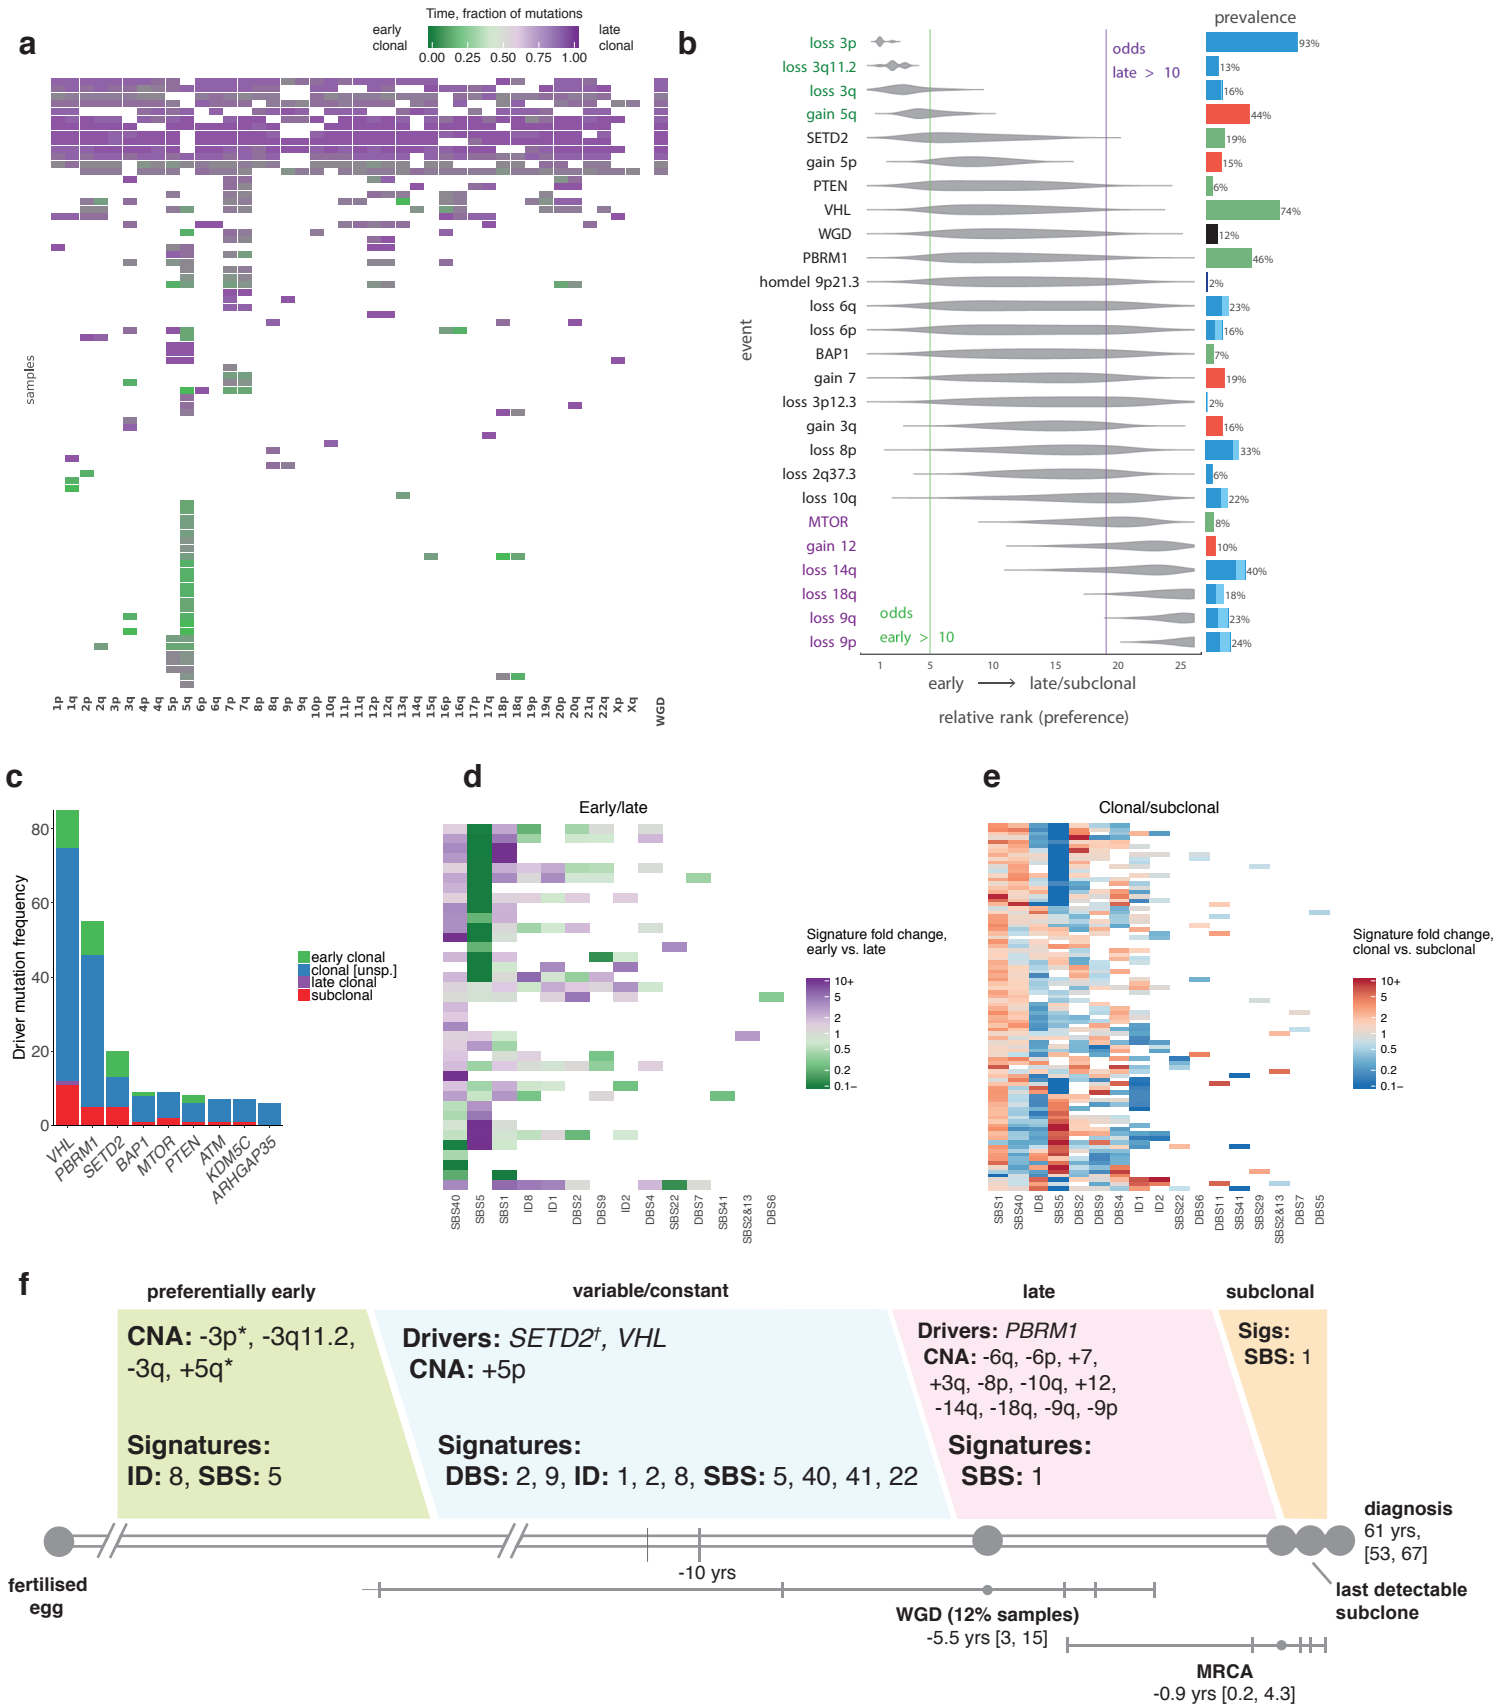 a
Time, fraction of mutations
early
clonal
late
clonal
0.00 0.25 0.50 0.75 1.00
samples
1p 1q 2p 2q 3p 3q 4p 4q 5p 5q 6p 6q 7p 7q 8p 8q 9p 9q 10p 10q 11p 11q 12p 12q 13q 14q 15q 16p 16q 17p 17q 18p 18q 19p 19q 20p 20q 21q 22q Xp Xq WGD
b
prevalence
odds
late > 10
loss 3p 93%
loss 3q11.2 13%
loss 3q 16%
gain 5q 44%
SETD2 19%
gain 5p 15%
PTEN 6%
VHL 74%
WGD 12%
PBRM1 46%
homdel 9p21.3 2%
loss 6q 23%
loss 6p 16%
BAP1 7%
gain 7 19%
loss 3p12.3 2%
gain 3q 16%
loss 8p 33%
loss 2q37.3 6%
loss 10q 22%
MTOR 8%
gain 12 10%
loss 14q 40%
loss 18q 18%
loss 9q 23%
loss 9p 24%
odds
early > 10
event
1 5 10 15 20 25
early → late/subclonal
relative rank (preference)
c
Driver mutation frequency
80
60
40
20
0
early clonal
clonal [unsp.]
late clonal
subclonal
VHL PBRM1 SETD2 BAP1 MTOR PTEN ATM KDM5C ARHGAP35
d
Early/late
Signature fold change,
early vs. late
10+
5
2
1
0.5
0.2
0.1−
SBS40 SBS5 SBS1 ID8 ID1 DBS2 DBS9 ID2 DBS4 SBS22 DBS7 SBS41 SBS2&13 DBS6
e
Clonal/subclonal
Signature fold change,
clonal vs. subclonal
10+
5
2
1
0.5
0.2
0.1−
SBS1 SBS40 ID8 SBS5 DBS2 DBS9 DBS4 ID1 ID2 SBS22 DBS6 DBS11 SBS41 SBS29 SBS2&13 DBS7 DBS5
f
preferentially early
variable/constant
late
subclonal
CNA: -3p*, -3q11.2,
-3q, +5q*
Signatures:
ID: 8, SBS: 5
Drivers: SETD2†, VHL
CNA: +5p
Signatures:
DBS: 2, 9, ID: 1, 2, 8, SBS: 5, 40, 41, 22
Drivers: PBRM1
CNA: -6q, -6p, +7,
+3q, -8p, -10q, +12,
-14q, -18q, -9q, -9p
Signatures:
SBS: 1
Sigs:
SBS: 1
fertilised
egg
-10 yrs
WGD (12% samples)
-5.5 yrs [3, 15]
MRCA
-0.9 yrs [0.2, 4.3]
diagnosis
61 yrs,
[53, 67]
last detectable
subclone